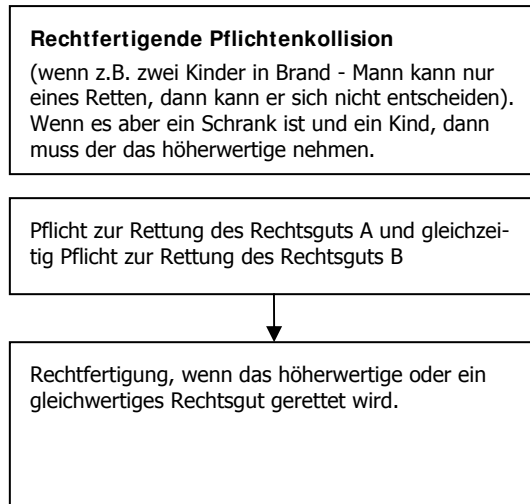 Rechtfertigende Pflichtenkollision
(wenn z.B. zwei Kinder in Brand - Mann kann nur
eines Retten, dann kann er sich nicht entscheiden).
Wenn es aber ein Schrank ist und ein Kind, dann
muss der das höherwertige nehmen.
Pflicht zur Rettung des Rechtsguts A und gleichzei-
tig Pflicht zur Rettung des Rechtsguts B
Rechtfertigung, wenn das höherwertige oder ein
gleichwertiges Rechtsgut gerettet wird.